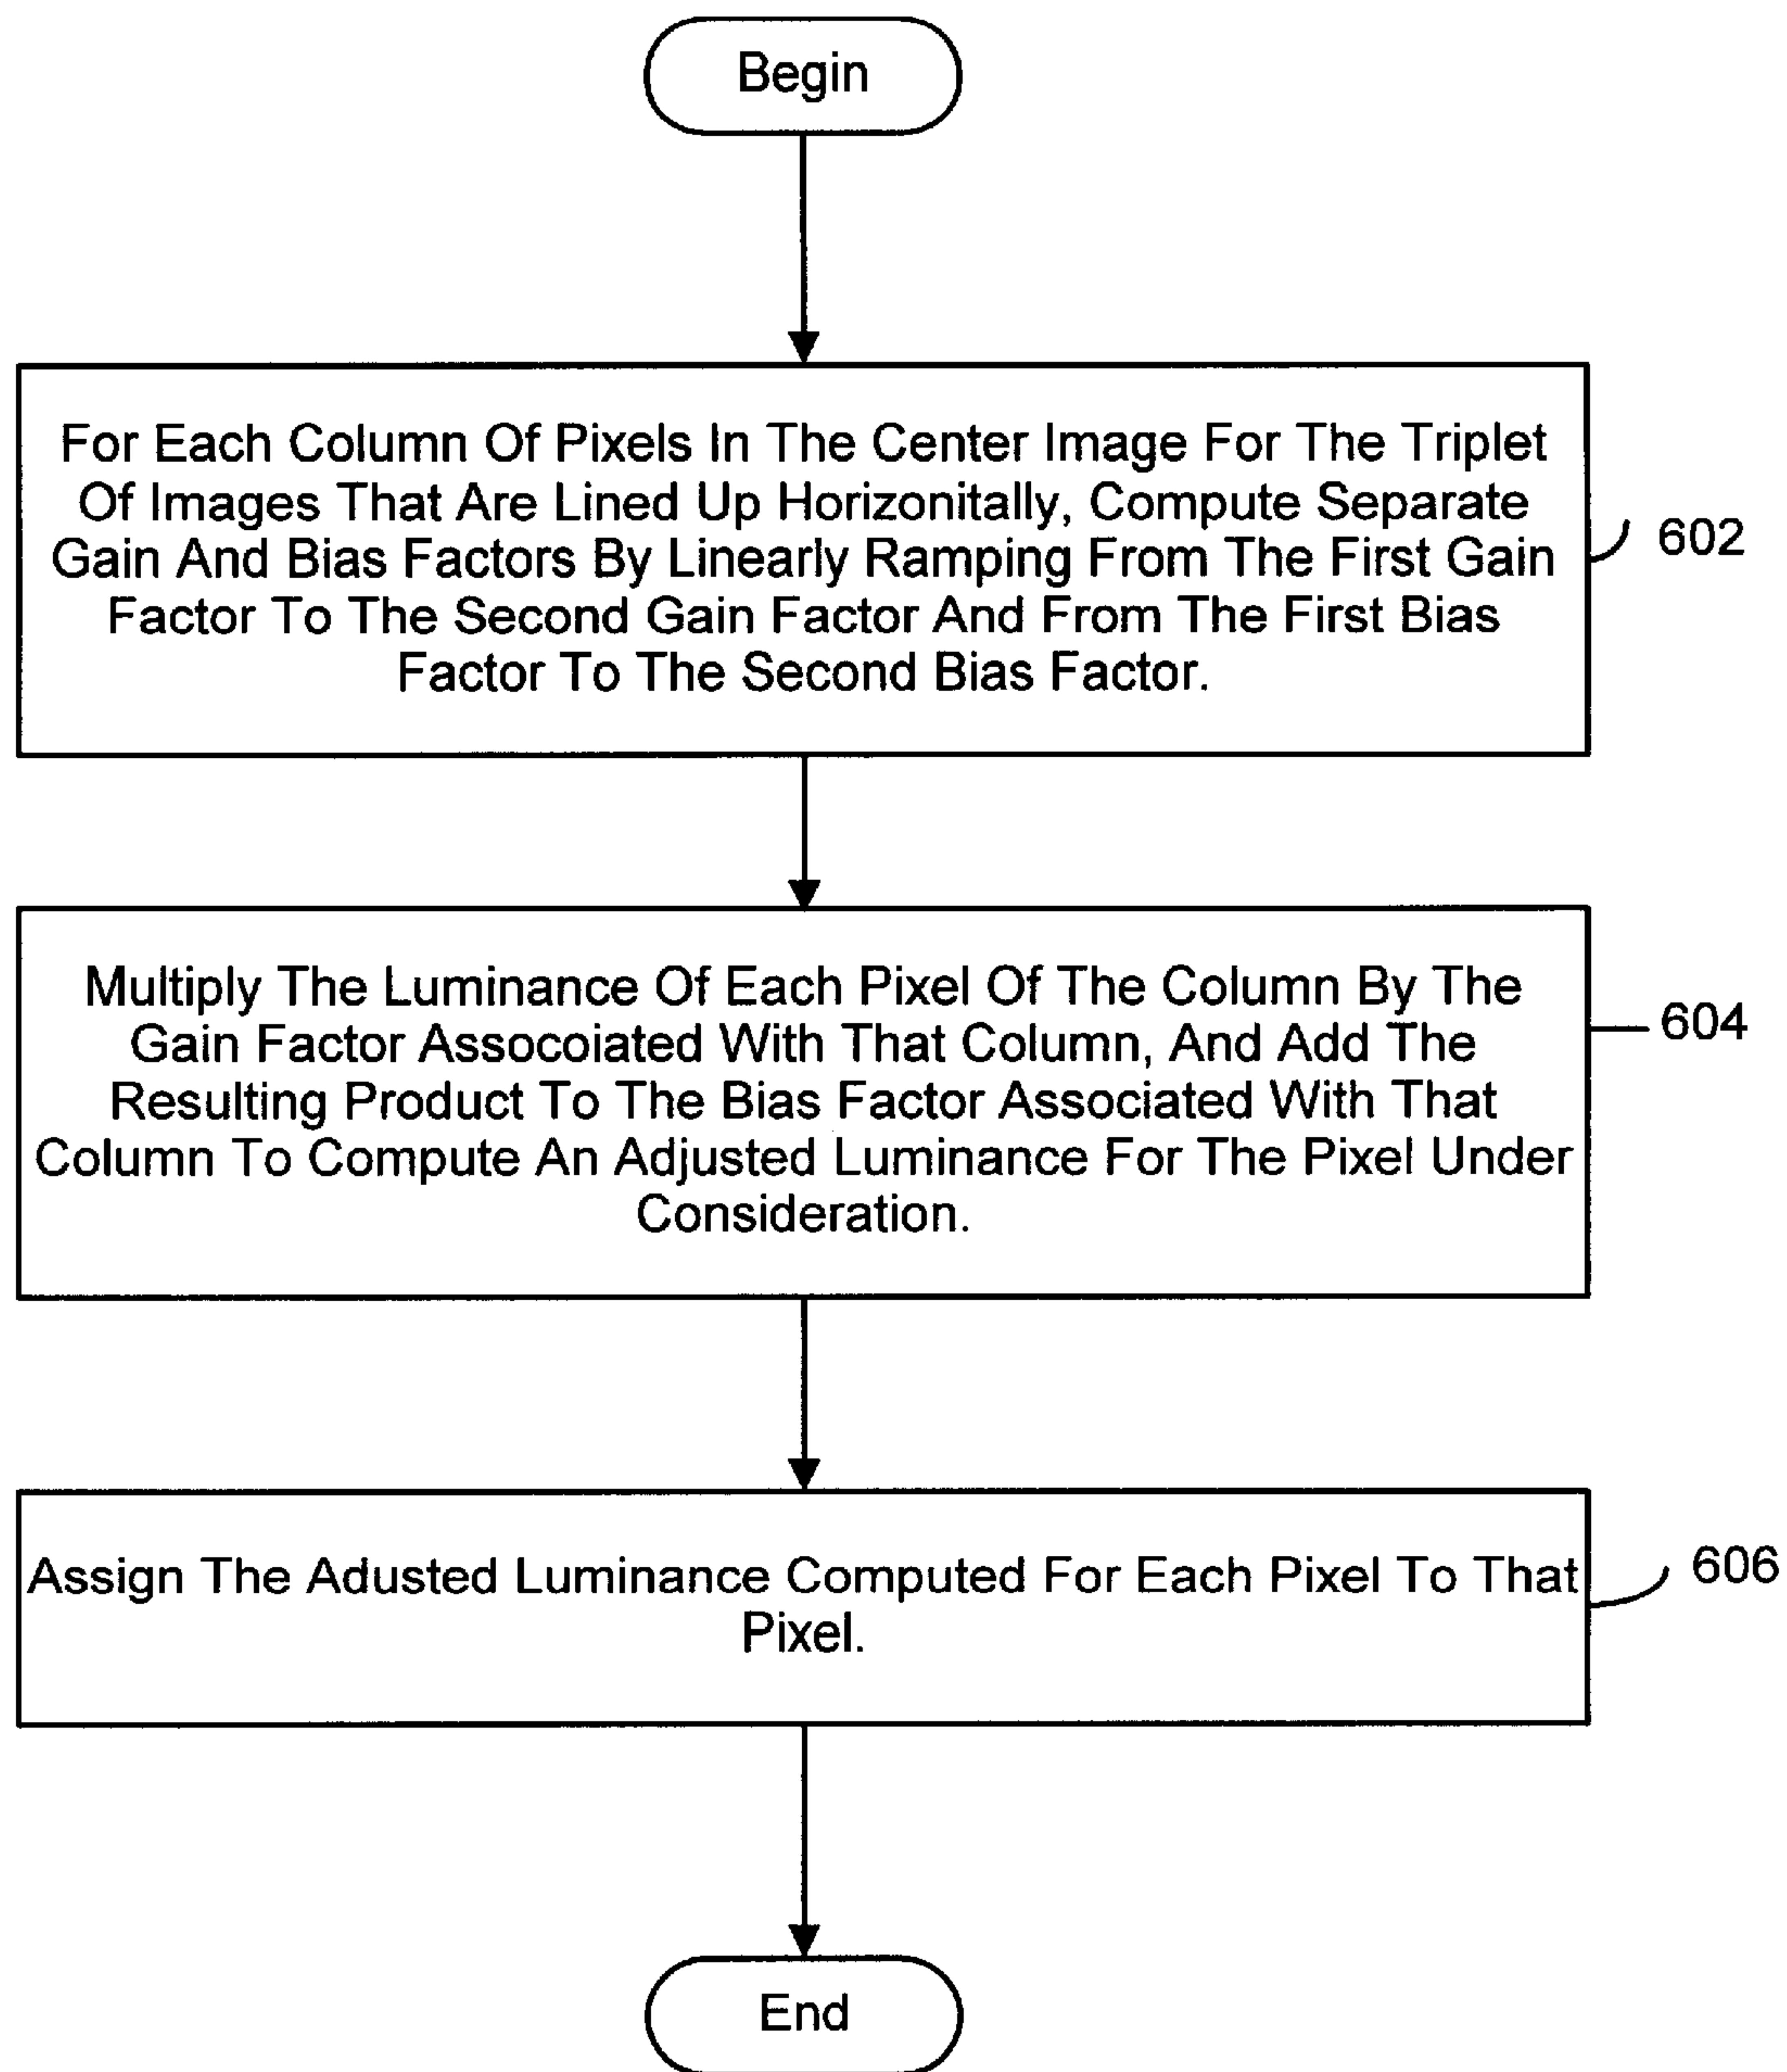 Begin
For Each Column Of Pixels In The Center Image For The Triplet
Of Images That Are Lined Up Horizonitally, Compute Separate
Gain And Bias Factors By Linearly Ramping From The First Gain
Factor To The Second Gain Factor And From The First Bias
Factor To The Second Bias Factor.
602
Multiply The Luminance Of Each Pixel Of The Column By The
Gain Factor Assocoiated With That Column, And Add The
Resulting Product To The Bias Factor Associated With That
Column To Compute An Adjusted Luminance For The Pixel Under
Consideration.
604
Assign The Adusted Luminance Computed For Each Pixel To That
Pixel.
606
End